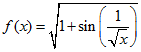 f(x) = √(1+sin(1/√x))